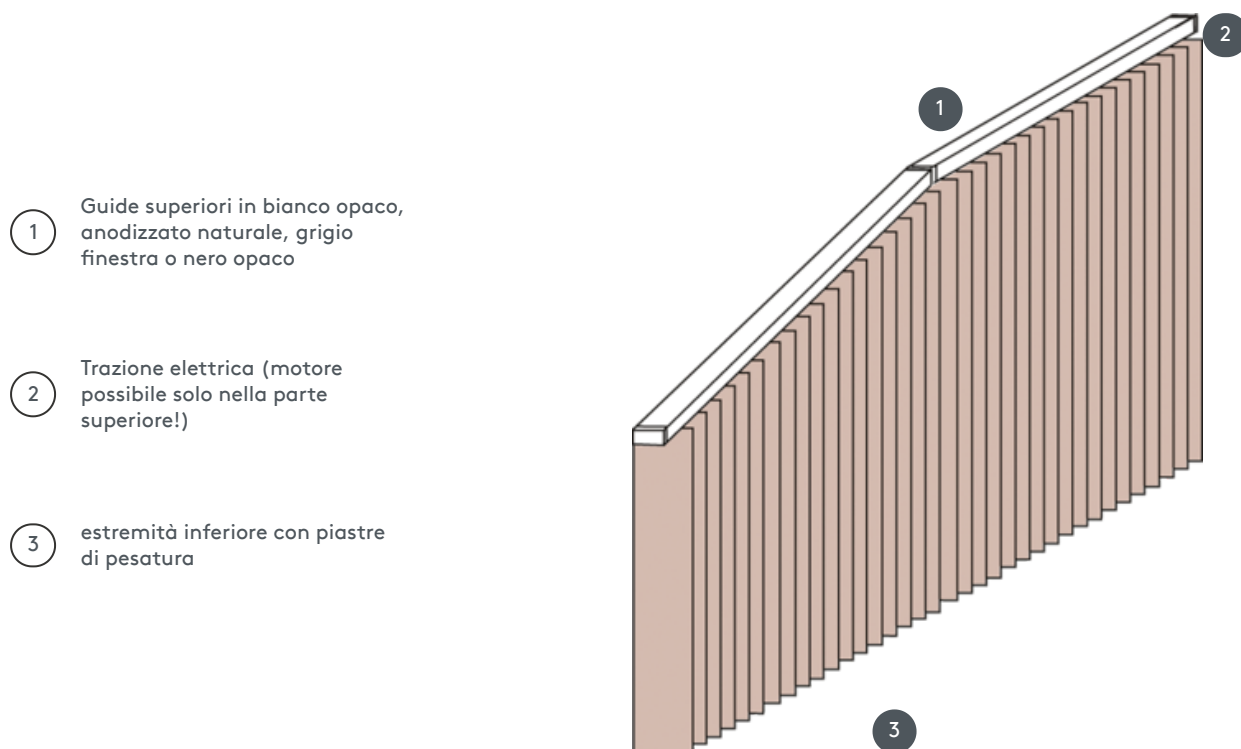 1
Guide superiori in bianco opaco,
anodizzato naturale, grigio
finestra o nero opaco
2
Trazione elettrica (motore
possibile solo nella parte
superiore!)
3
estremità inferiore con piastre
di pesatura
2
1
3